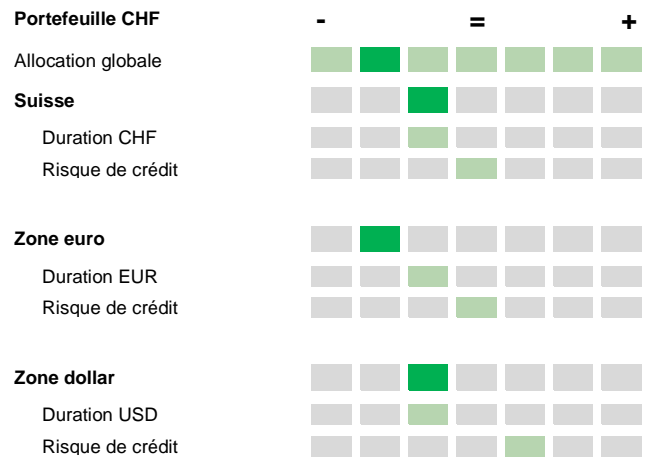 Portefeuille CHF - = +
Allocation globale
Suisse
Duration CHF
Risque de crédit
Zone euro
Duration EUR
Risque de crédit
Zone dollar
Duration USD
Risque de crédit